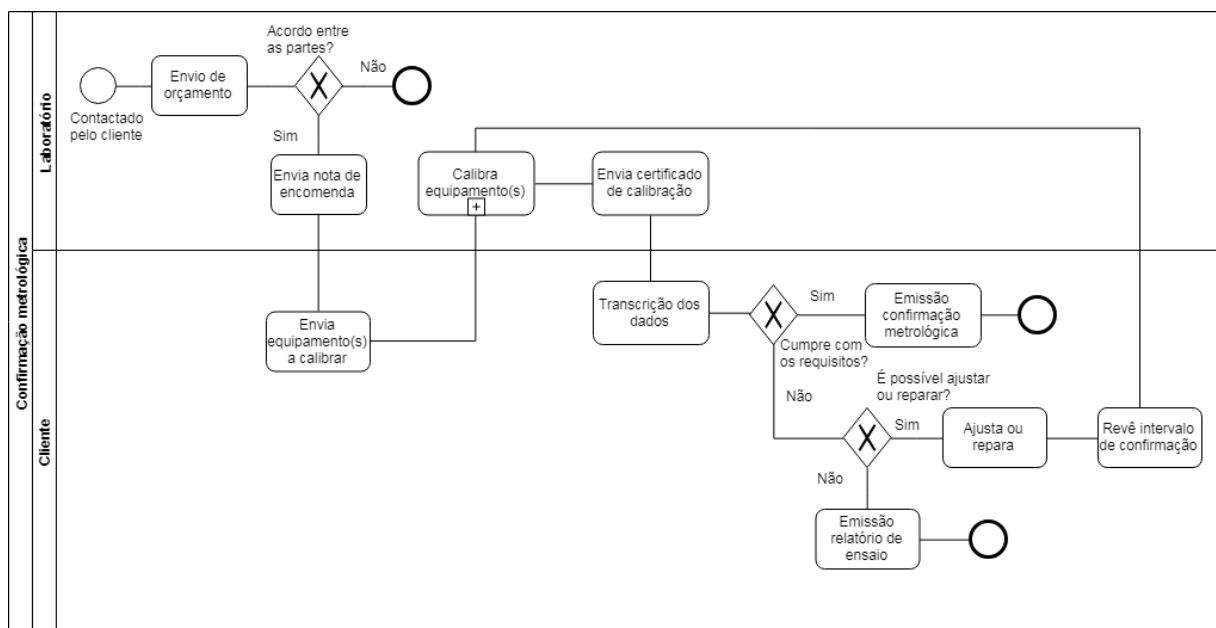 Confirmação metrológica
Laboratório
Contactado
pelo cliente
Envio de
orçamento
Acordo entre
as partes?
Não
Sim
Envia nota de
encomenda
Calibra
equipamento(s)
Envia certificado
de calibração
Cliente
Envia
equipamento(s)
a calibrar
Transcrição dos
dados
Cumpre com
os requisitos?
Sim
Emissão
confirmação
metrológica
Não
É possível ajustar
ou reparar?
Sim
Ajusta ou
repara
Revê intervalo
de confirmação
Não
Emissão
relatório de
ensaio